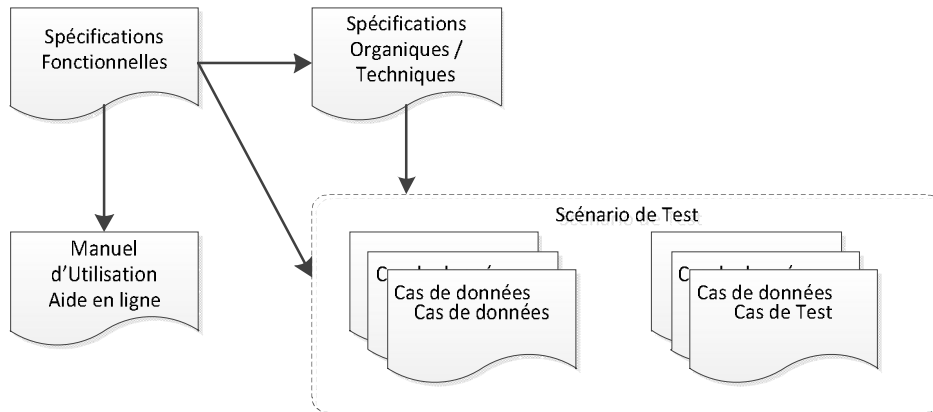 Spécifications
Fonctionnelles
Spécifications
Organiques /
Techniques
Manuel
d’Utilisation
Aide en ligne
Scénario de Test
Cas de données
Cas de données
Cas de données
Cas de Test